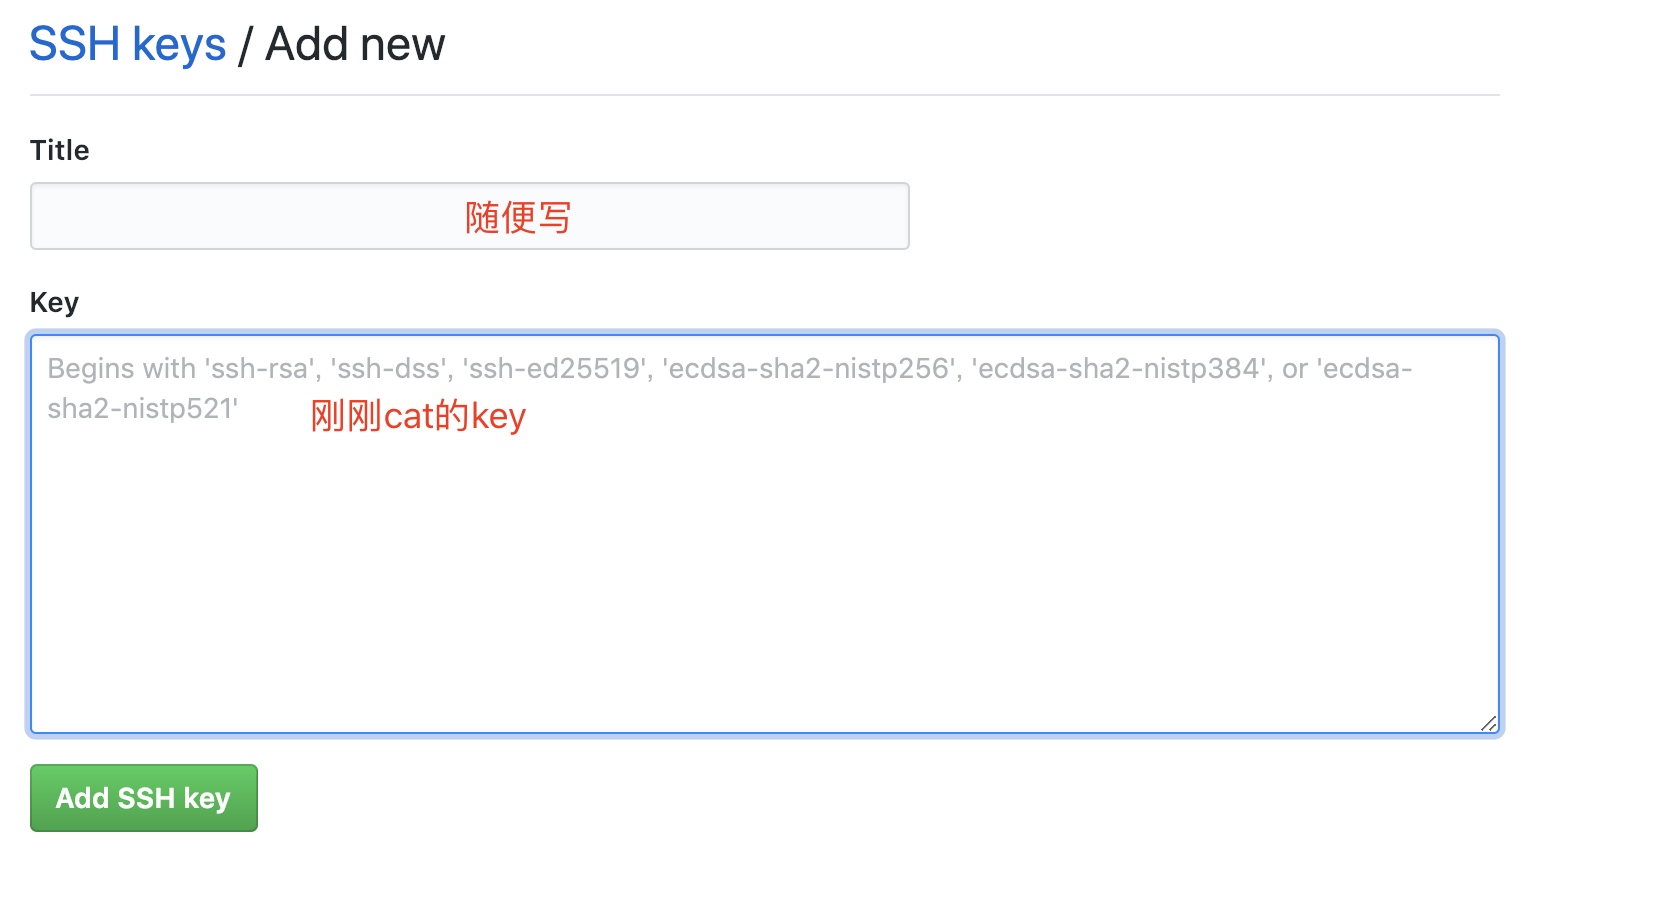 SSH keys / Add new
Title
随便写
Key
Begins with 'ssh-rsa', 'ssh-dss', 'ssh-ed25519', 'ecdsa-sha2-nistp256', 'ecdsa-sha2-nistp384', or 'ecdsa-
sha2-nistp521'
刚刚cat的key
Add SSH key